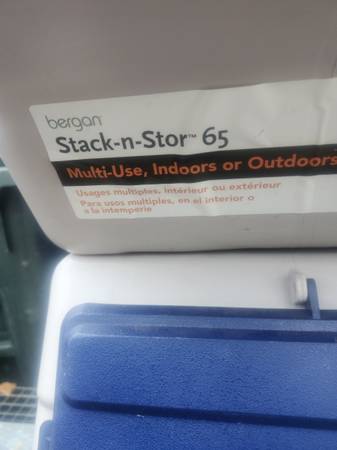 bergan
Stack-n-Stor™ 65
Multi-Use, Indoors or Outdoors
Usages multiples, intérieur ou extérieur
Para usos multiples, en el interior o
a la intemperie